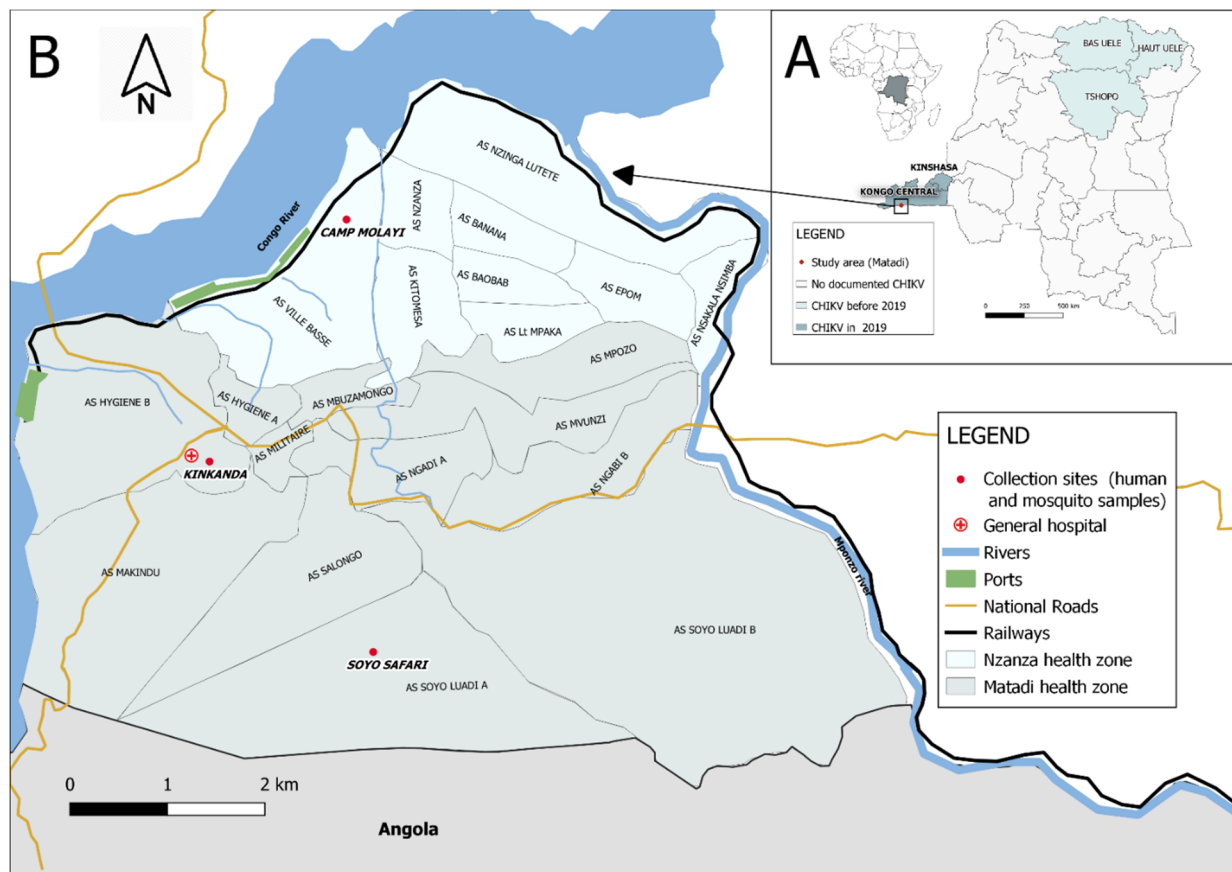 B
N
Congo River
CAMP MOLAYI
AS NZINGA LUTETE
AS NZANZA
AS BANANA
AS BAOBAB
AS KITOMESA
AS EPOM
AS NSAKALA NSIMBA
AS VILLE BASSE
AS Lt MPAKA
AS MPOZO
AS HYGIENE B
AS HYGIENE A
AS MBUZAMONGO
AS MILITAIRE
AS MVUNZI
AS NGADI A
AS NGABI B
KINKANDA
AS MAKINDU
AS SALONGO
SOYO SAFARI
AS SOYO LUADI A
AS SOYO LUADI B
Mponzo river
0 1 2 km
Angola
A
BAS UELE
HAUT UELE
TSHOPO
KINSHASA
KONGO CENTRAL
LEGEND
Study area (Matadi)
No documented CHIKV
CHIKV before 2019
CHIKV in 2019
0 250 500 km
LEGEND
Collection sites (human
and mosquito samples)
General hospital
Rivers
Ports
National Roads
Railways
Nzanza health zone
Matadi health zone